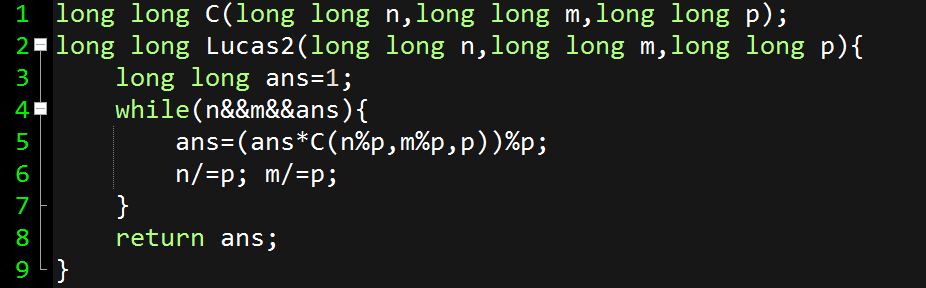 1 long long C(long long n,long long m,long long p);
2 long long Lucas2(long long n,long long m,long long p){
3 long long ans=1;
4 while(n&&m&&ans){
5 ans=(ans*C(n%p,m%p,p))%p;
6 n/=p; m/=p;
7 }
8 return ans;
9 }